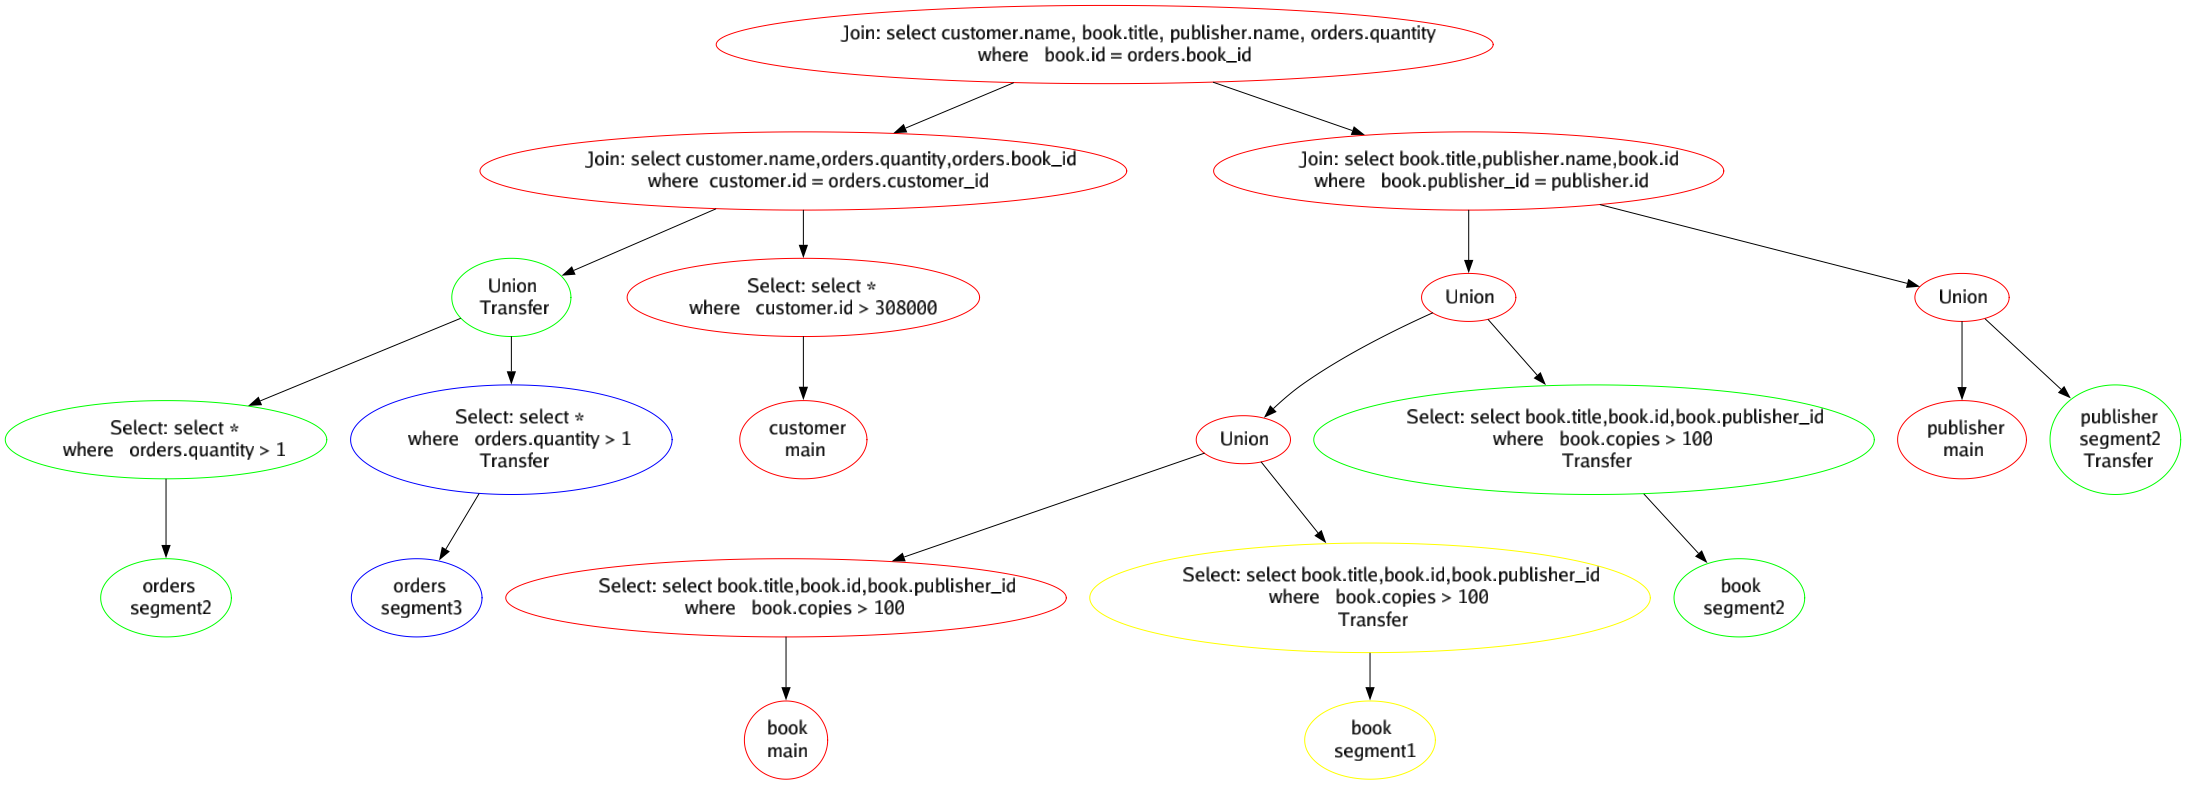 Join: select customer.name, book.title, publisher.name, orders.quantity
where book.id = orders.book_id
Join: select customer.name,orders.quantity,orders.book_id
where customer.id = orders.customer_id
Join: select book.title,publisher.name,book.id
where book.publisher_id = publisher.id
Union
Transfer
Select: select *
where customer.id > 308000
Union
Union
Select: select *
where orders.quantity > 1
Select: select *
where orders.quantity > 1
Transfer
customer
main
Union
Select: select book.title,book.id,book.publisher_id
where book.copies > 100
Transfer
publisher
main
publisher
segment2
Transfer
orders
segment2
orders
segment3
Select: select book.title,book.id,book.publisher_id
where book.copies > 100
Select: select book.title,book.id,book.publisher_id
where book.copies > 100
Transfer
book
segment2
book
main
book
segment1